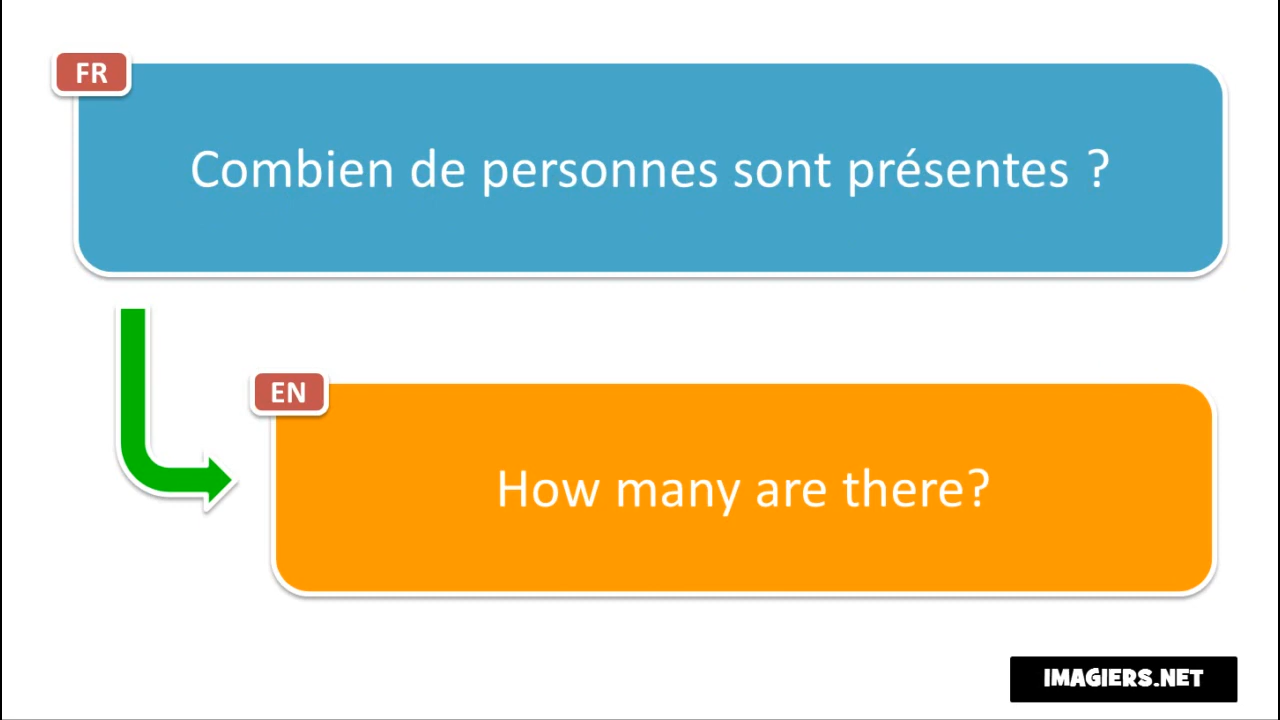 FR
Combien de personnes sont présentes ?
EN
How many are there?
IMAGIERS.NET